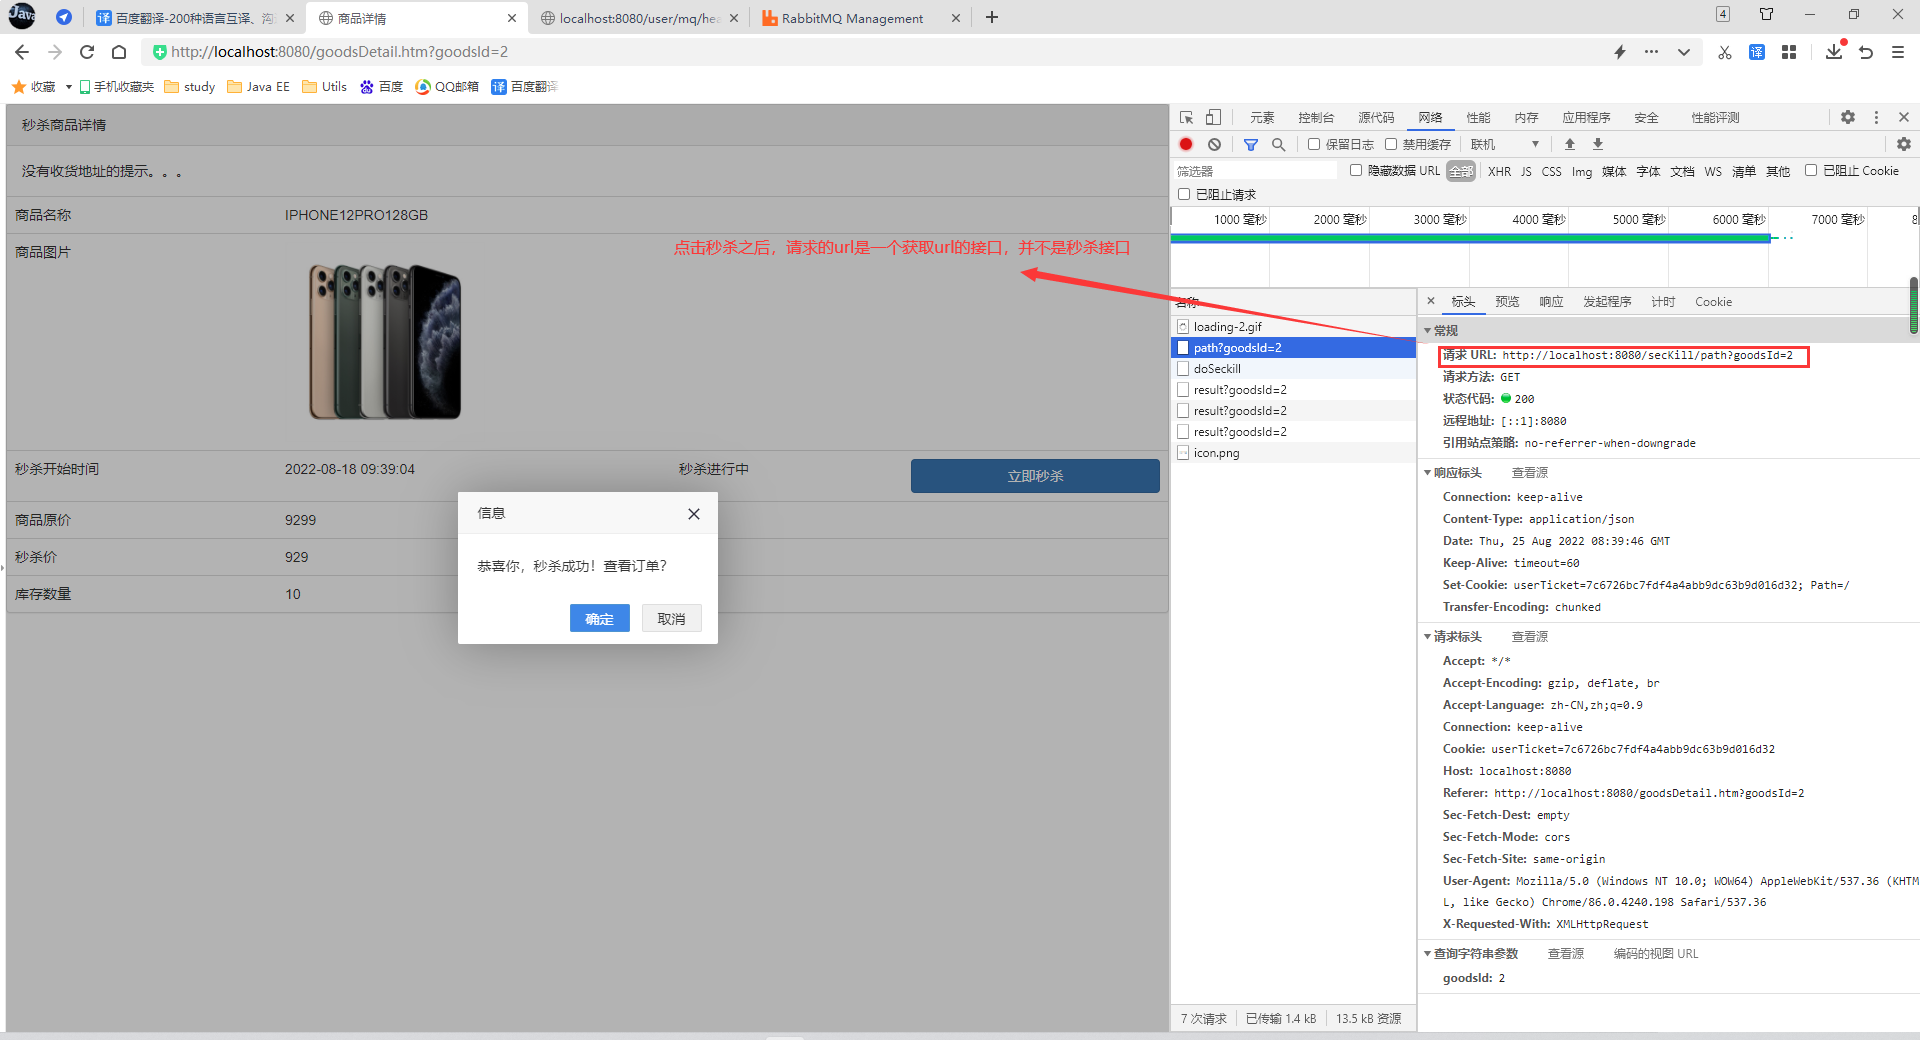 Java
百度翻译-200种语言互译、沟
商品详情
localhost:8080/user/mq/hea
RabbitMQ Management
4
http://localhost:8080/goodsDetail.htm?goodsId=2
译
收藏
手机收藏夹
study
Java EE
Utils
百度
QQ邮箱
译 百度翻译
秒杀商品详情
没有收货地址的提示。。。
商品名称 IPHONE12PRO128GB
商品图片
点击秒杀之后，请求的url是一个获取url的接口，并不是秒杀接口
秒杀开始时间 2022-08-18 09:39:04 秒杀进行中 立即秒杀
商品原价 9299
秒杀价 929
库存数量 10
信息
恭喜你，秒杀成功！查看订单？
确定 取消
元素 控制台 源代码 网络 性能 内存 应用程序 安全 性能评测
保留日志 禁用缓存 联机
筛选器 隐藏数据 URL 全部 XHR JS CSS Img 媒体 字体 文档 WS 清单 其他 已阻止 Cookie
已阻止请求
1000 毫秒 2000 毫秒 3000 毫秒 4000 毫秒 5000 毫秒 6000 毫秒 7000 毫秒 8
名称
loading-2.gif
path?goodsId=2
doSeckill
result?goodsId=2
result?goodsId=2
result?goodsId=2
icon.png
7 次请求 已传输 1.4 kB 13.5 kB 资源
标头 预览 响应 发起程序 计时 Cookie
常规
请求 URL: http://localhost:8080/secKill/path?goodsId=2
请求方法: GET
状态代码: 200
远程地址: [::1]:8080
引用站点策略: no-referrer-when-downgrade
响应标头 查看源
Connection: keep-alive
Content-Type: application/json
Date: Thu, 25 Aug 2022 08:39:46 GMT
Keep-Alive: timeout=60
Set-Cookie: userTicket=7c6726bc7fdf4a4abb9dc63b9d016d32; Path=/
Transfer-Encoding: chunked
请求标头 查看源
Accept: */*
Accept-Encoding: gzip, deflate, br
Accept-Language: zh-CN,zh;q=0.9
Connection: keep-alive
Cookie: userTicket=7c6726bc7fdf4a4abb9dc63b9d016d32
Host: localhost:8080
Referer: http://localhost:8080/goodsDetail.htm?goodsId=2
Sec-Fetch-Dest: empty
Sec-Fetch-Mode: cors
Sec-Fetch-Site: same-origin
User-Agent: Mozilla/5.0 (Windows NT 10.0; WOW64) AppleWebKit/537.36 (KHTM
L, like Gecko) Chrome/86.0.4240.198 Safari/537.36
X-Requested-With: XMLHttpRequest
查询字符串参数 查看源 编码的视图 URL
goodsId: 2